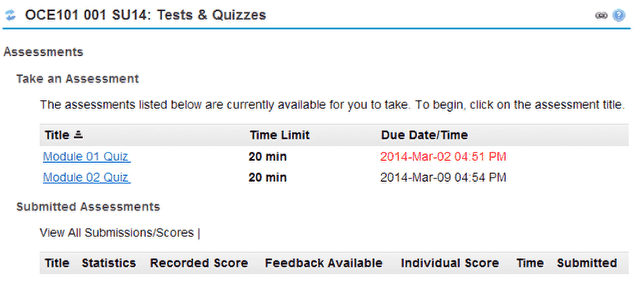 OCE101 001 SU14: Tests & Quizzes
Assessments
Take an Assessment
The assessments listed below are currently available for you to take. To begin, click on the assessment title.
Title Time Limit Due Date/Time
Module 01 Quiz 20 min 2014-Mar-02 04:51 PM
Module 02 Quiz 20 min 2014-Mar-09 04:54 PM
Submitted Assessments
View All Submissions/Scores |
Title Statistics Recorded Score Feedback Available Individual Score Time Submitted